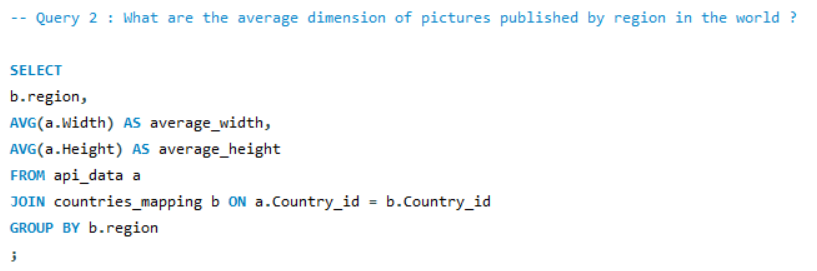 -- Query 2 : What are the average dimension of pictures published by region in the world ?
SELECT
b.region,
AVG(a.Width) AS average_width,
AVG(a.Height) AS average_height
FROM api_data a
JOIN countries_mapping b ON a.Country_id = b.Country_id
GROUP BY b.region
;